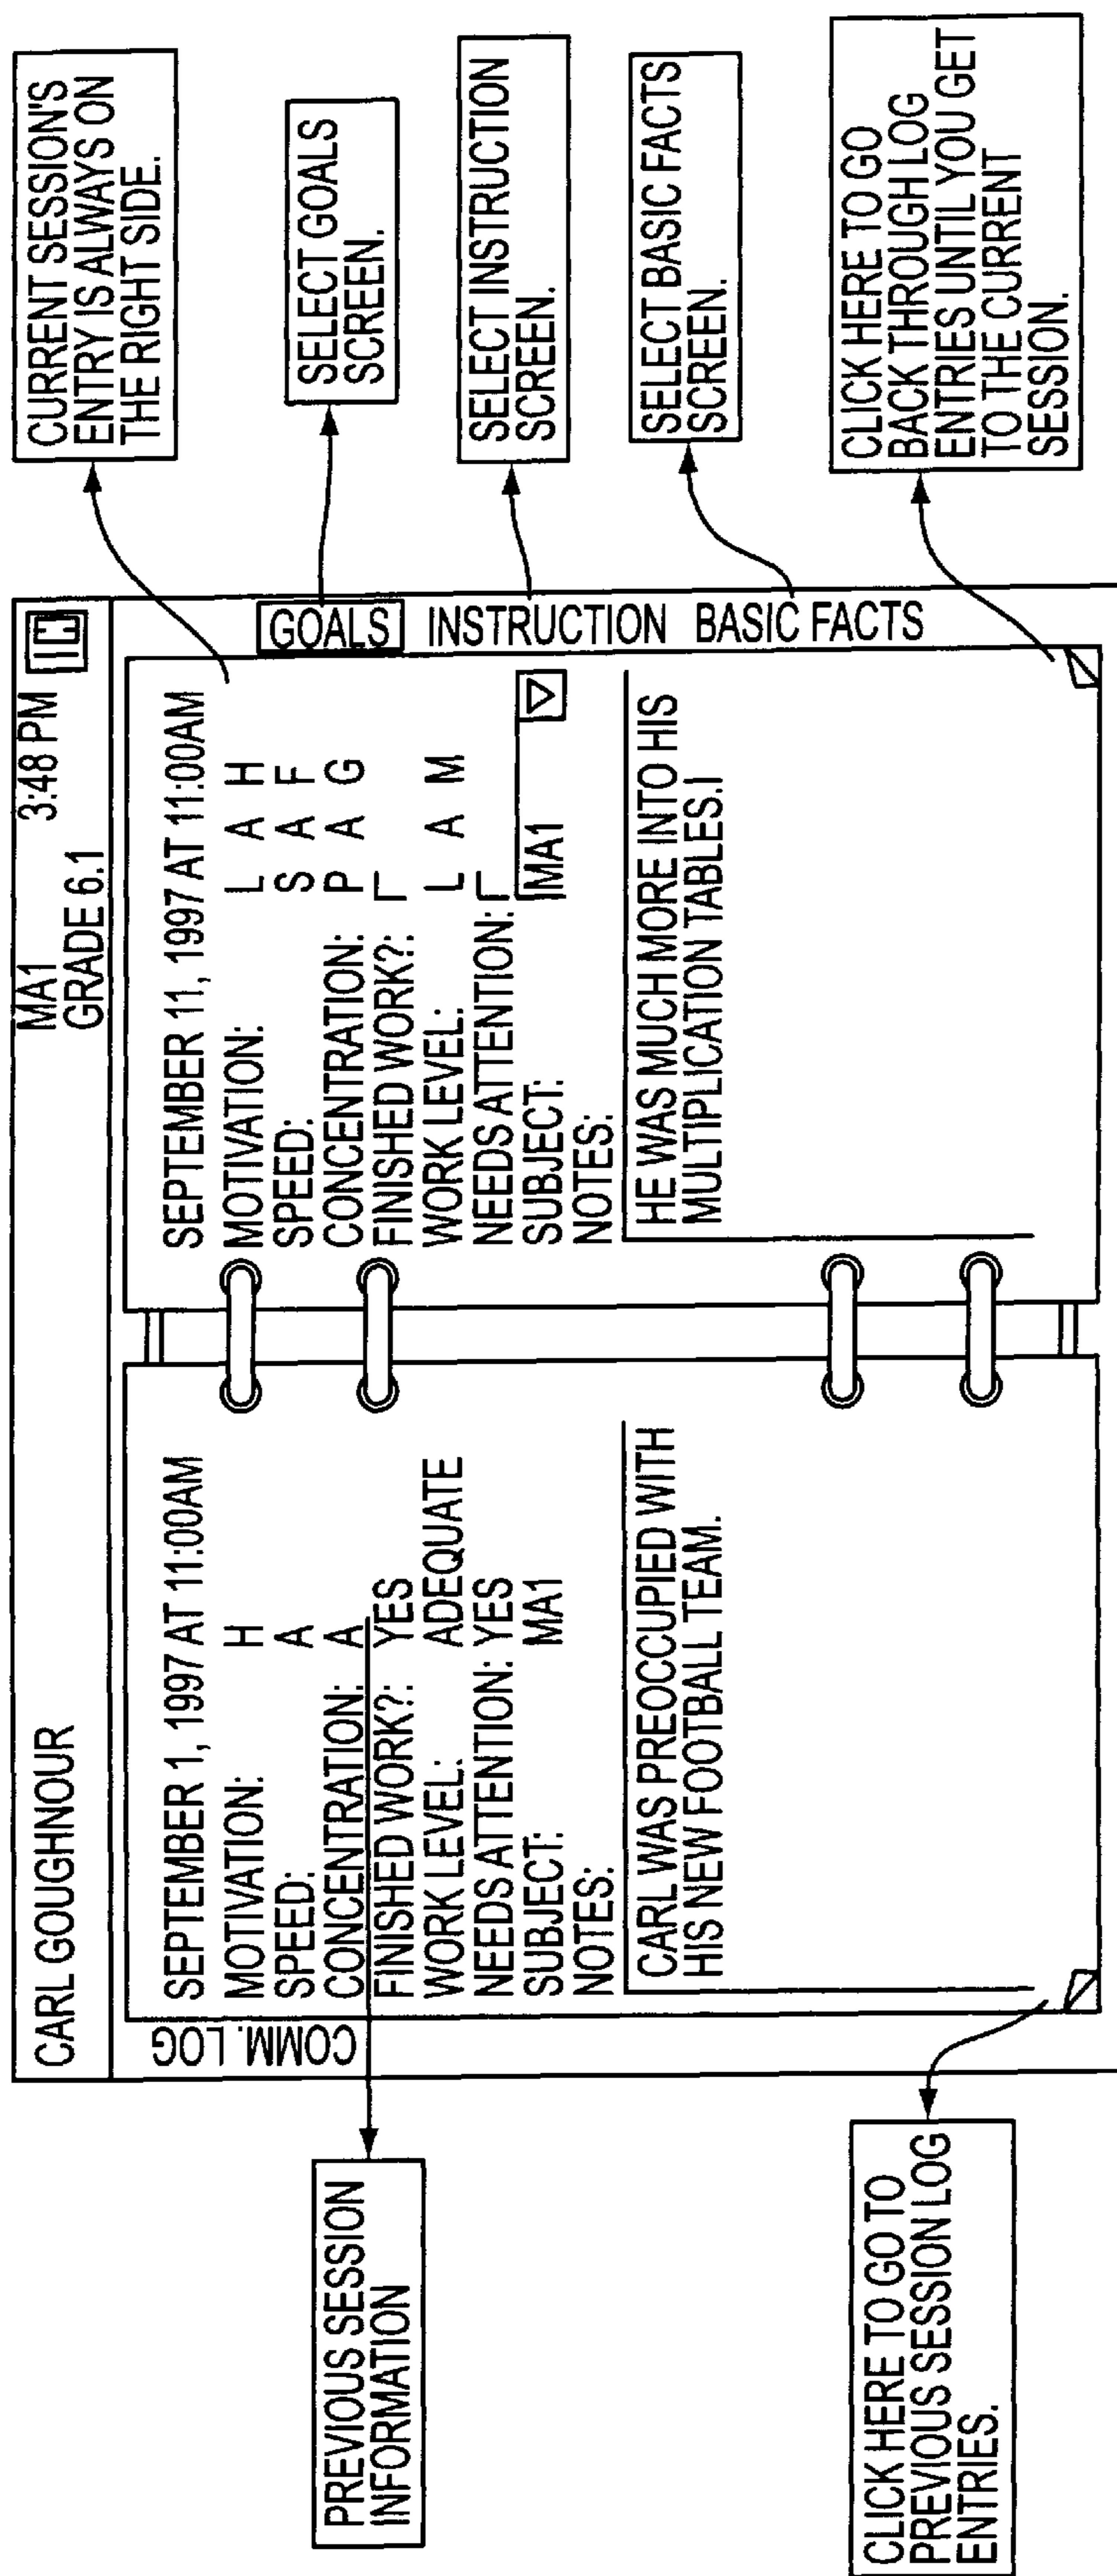 CARL GOUGHNOUR
MA1 3:48 PM
GRADE 6.1
COMM. LOG
SEPTEMBER 1, 1997 AT 11:00AM
MOTIVATION: H
SPEED: A
CONCENTRATION: A
FINISHED WORK?: YES
WORK LEVEL: ADEQUATE
NEEDS ATTENTION: YES
SUBJECT: MA1
NOTES:
CARL WAS PREOCCUPIED WITH
HIS NEW FOOTBALL TEAM.
SEPTEMBER 11, 1997 AT 11:00AM
MOTIVATION: L A H
SPEED: S A F
CONCENTRATION: P A G
FINISHED WORK?:
WORK LEVEL: L A M
NEEDS ATTENTION:
SUBJECT: MA1
NOTES:
HE WAS MUCH MORE INTO HIS
MULTIPLICATION TABLES.I
GOALS
INSTRUCTION
BASIC FACTS
PREVIOUS SESSION
INFORMATION
CLICK HERE TO GO TO
PREVIOUS SESSION LOG
ENTRIES.
CURRENT SESSION'S
ENTRY IS ALWAYS ON
THE RIGHT SIDE.
SELECT GOALS
SCREEN.
SELECT INSTRUCTION
SCREEN.
SELECT BASIC FACTS
SCREEN.
CLICK HERE TO GO
BACK THROUGH LOG
ENTRIES UNTIL YOU GET
TO THE CURRENT
SESSION.